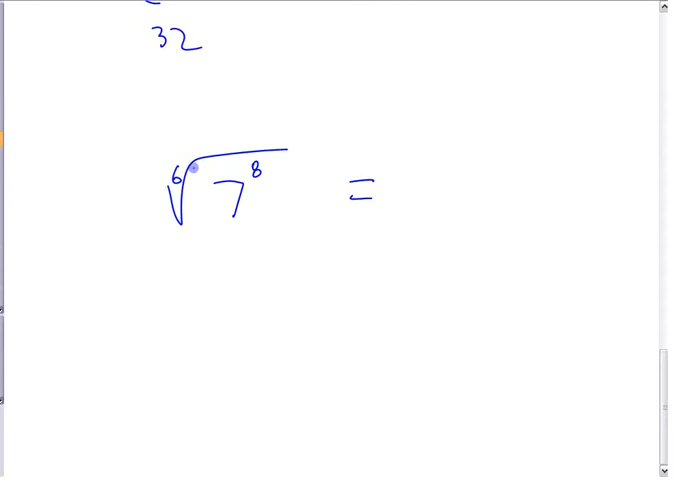 32
⁶√7⁸ =